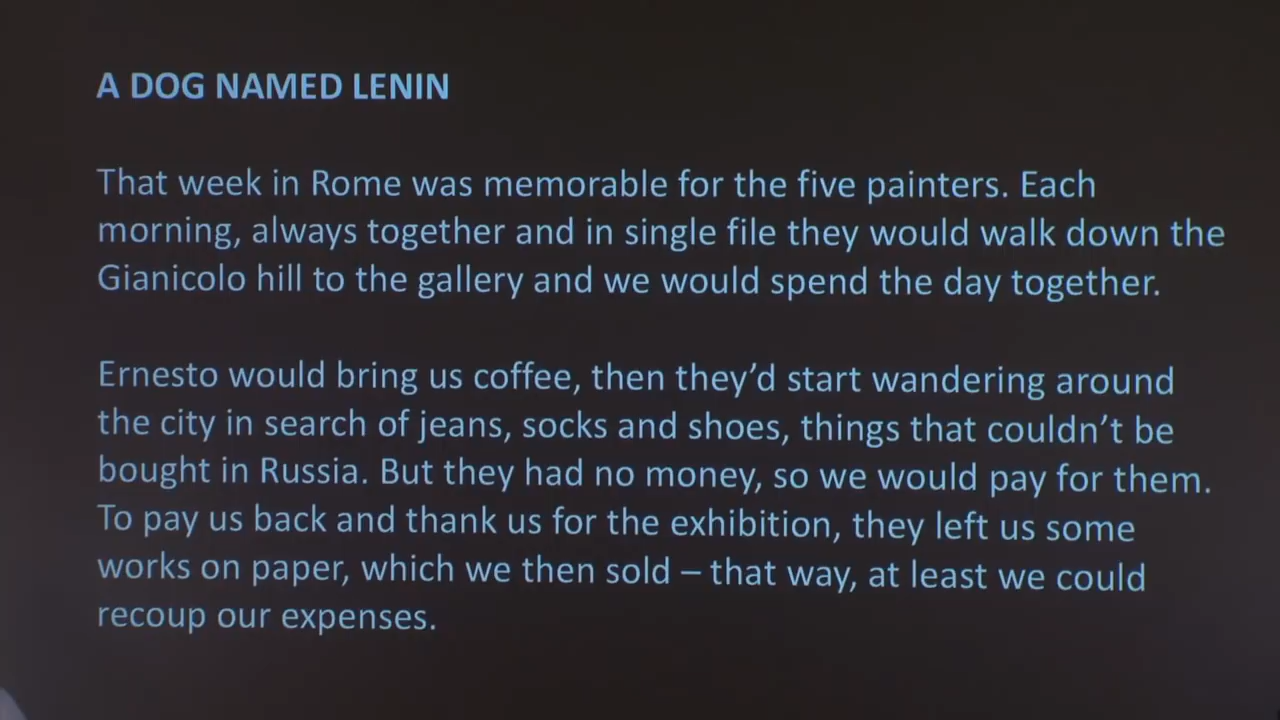 A DOG NAMED LENIN
That week in Rome was memorable for the five painters. Each
morning, always together and in single file they would walk down the
Gianicolo hill to the gallery and we would spend the day together.
Ernesto would bring us coffee, then they’d start wandering around
the city in search of jeans, socks and shoes, things that couldn’t be
bought in Russia. But they had no money, so we would pay for them.
To pay us back and thank us for the exhibition, they left us some
works on paper, which we then sold – that way, at least we could
recoup our expenses.